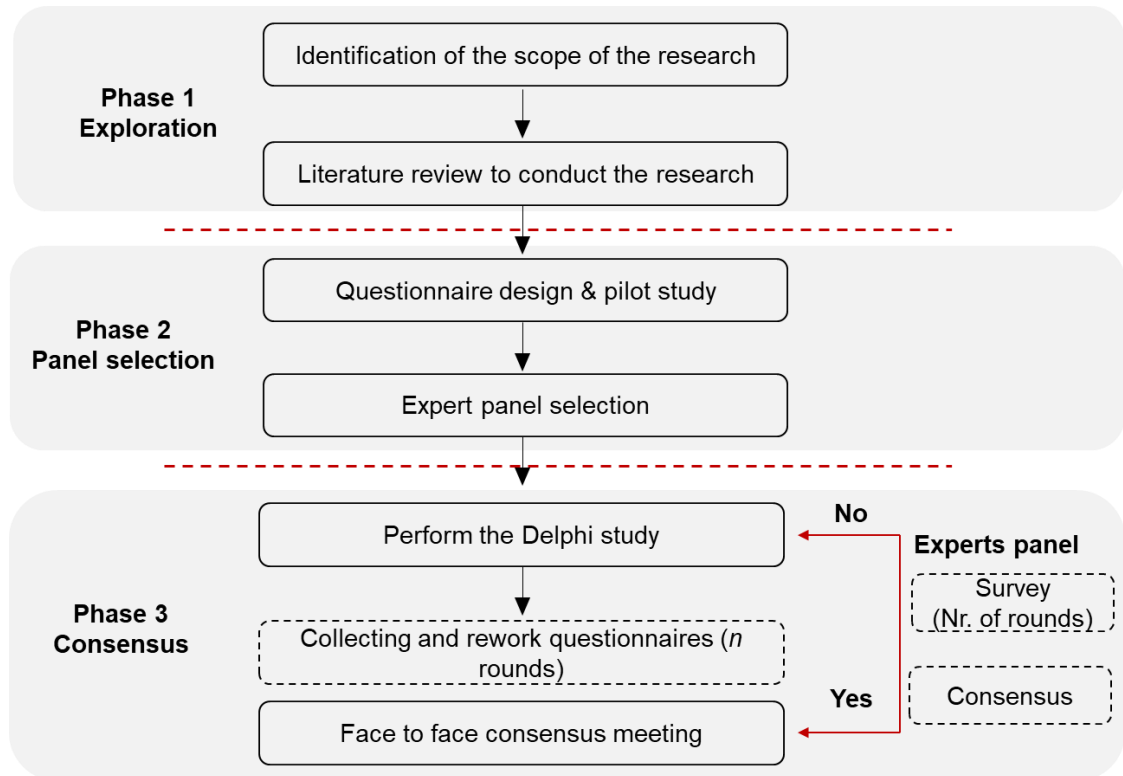 Identification of the scope of the research
Phase 1
Exploration
Literature review to conduct the research
Questionnaire design & pilot study
Phase 2
Panel selection
Expert panel selection
Perform the Delphi study
No
Experts panel
Survey
(Nr. of rounds)
Phase 3
Consensus
Collecting and rework questionnaires (n
rounds)
Yes
Consensus
Face to face consensus meeting